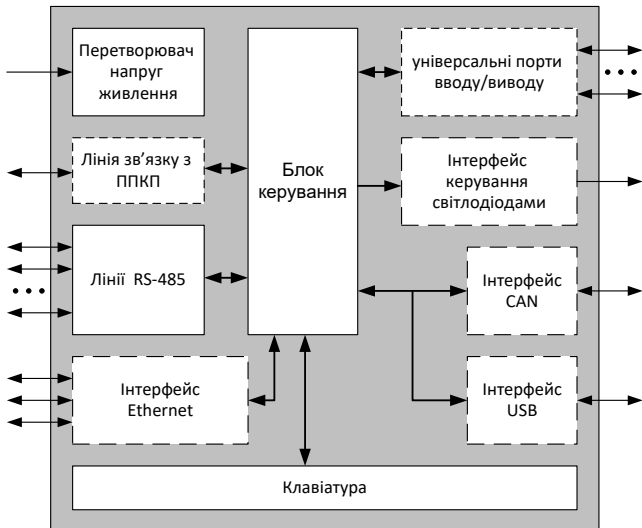 Перетворювач
напруг
живлення
універсальні порти
вводу/виводу
Лінія зв’язку з
ППКП
Блок
керування
Інтерфейс
керування
світлодіодами
Лінії RS-485
Інтерфейс
CAN
Інтерфейс
Ethernet
Інтерфейс
USB
Клавіатура